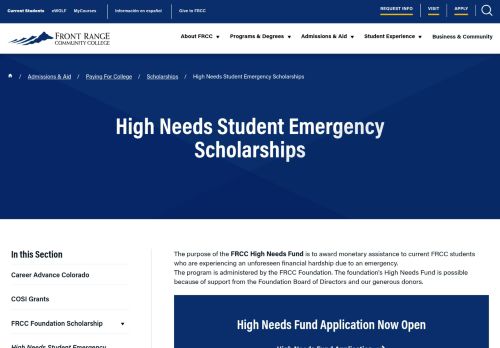 Current Students eWOLF MyCourses Información en español Give to FRCC REQUEST INFO VISIT APPLY
FRONT RANGE
COMMUNITY COLLEGE
About FRCC Programs & Degrees Admissions & Aid Student Experience Business & Community
/ Admissions & Aid / Paying For College / Scholarships / High Needs Student Emergency Scholarships
High Needs Student Emergency
Scholarships
In this Section
Career Advance Colorado
COSI Grants
FRCC Foundation Scholarship
High Needs Student Emergency
The purpose of the FRCC High Needs Fund is to award monetary assistance to current FRCC students
who are experiencing an unforeseen financial hardship due to an emergency.
The program is administered by the FRCC Foundation. The foundation's High Needs Fund is possible
because of support from the Foundation Board of Directors and our generous donors.
High Needs Fund Application Now Open
High Needs Fund Application